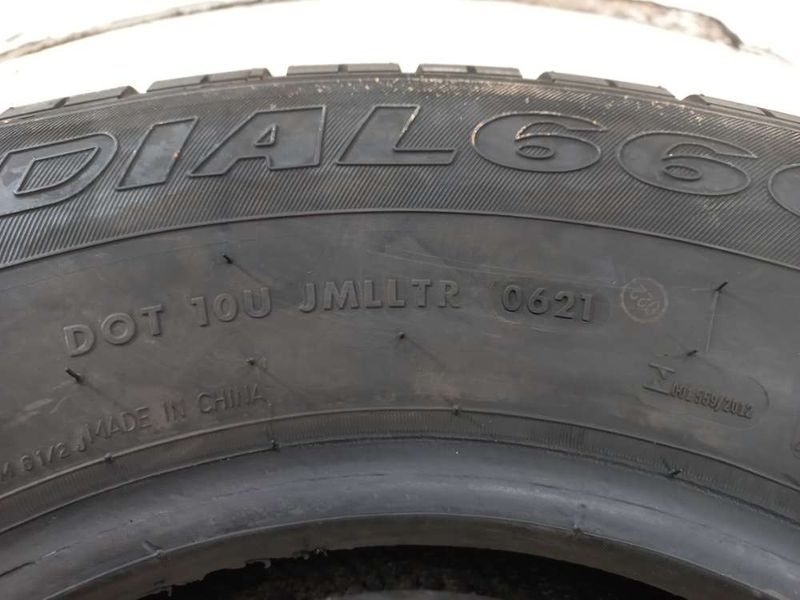 DIAL66
DOT 10U JMLLTR 0621
MADE IN CHINA